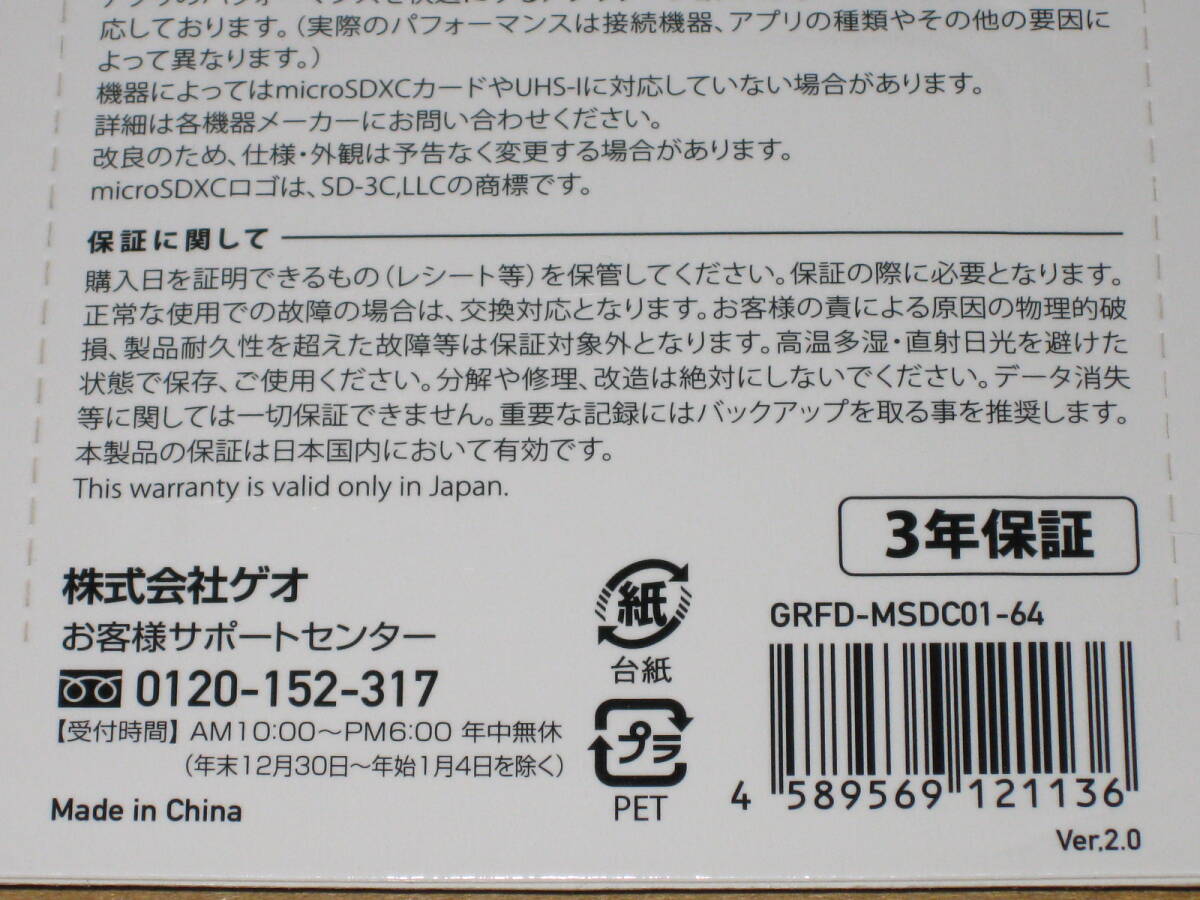 応しております。(実際のパフォーマンスは接続機器、アプリの種類やその他の要因に
よって異なります。)
機器によってはmicroSDXCカードやUHS-Iに対応していない場合があります。
詳細は各機器メーカーにお問い合わせください。
改良のため、仕様・外観は予告なく変更する場合があります。
microSDXCロゴは、SD-3C,LLCの商標です。
保証に関して
購入日を証明できるもの(レシート等)を保管してください。保証の際に必要となります。
正常な使用での故障の場合は、交換対応となります。お客様の責による原因の物理的破
損、製品耐久性を超えた故障等は保証対象外となります。高温多湿・直射日光を避けた
状態で保存、ご使用ください。分解や修理、改造は絶対にしないでください。データ消失
等に関しては一切保証できません。重要な記録にはバックアップを取る事を推奨します。
本製品の保証は日本国内において有効です。
This warranty is valid only in Japan.
3年保証
株式会社ゲオ
お客様サポートセンター
0120-152-317
【受付時間】AM10:00〜PM6:00 年中無休
(年末12月30日〜年始1月4日を除く)
Made in China
紙
台紙
プラ
PET
GRFD-MSDC01-64
4 589569 121136
Ver.2.0